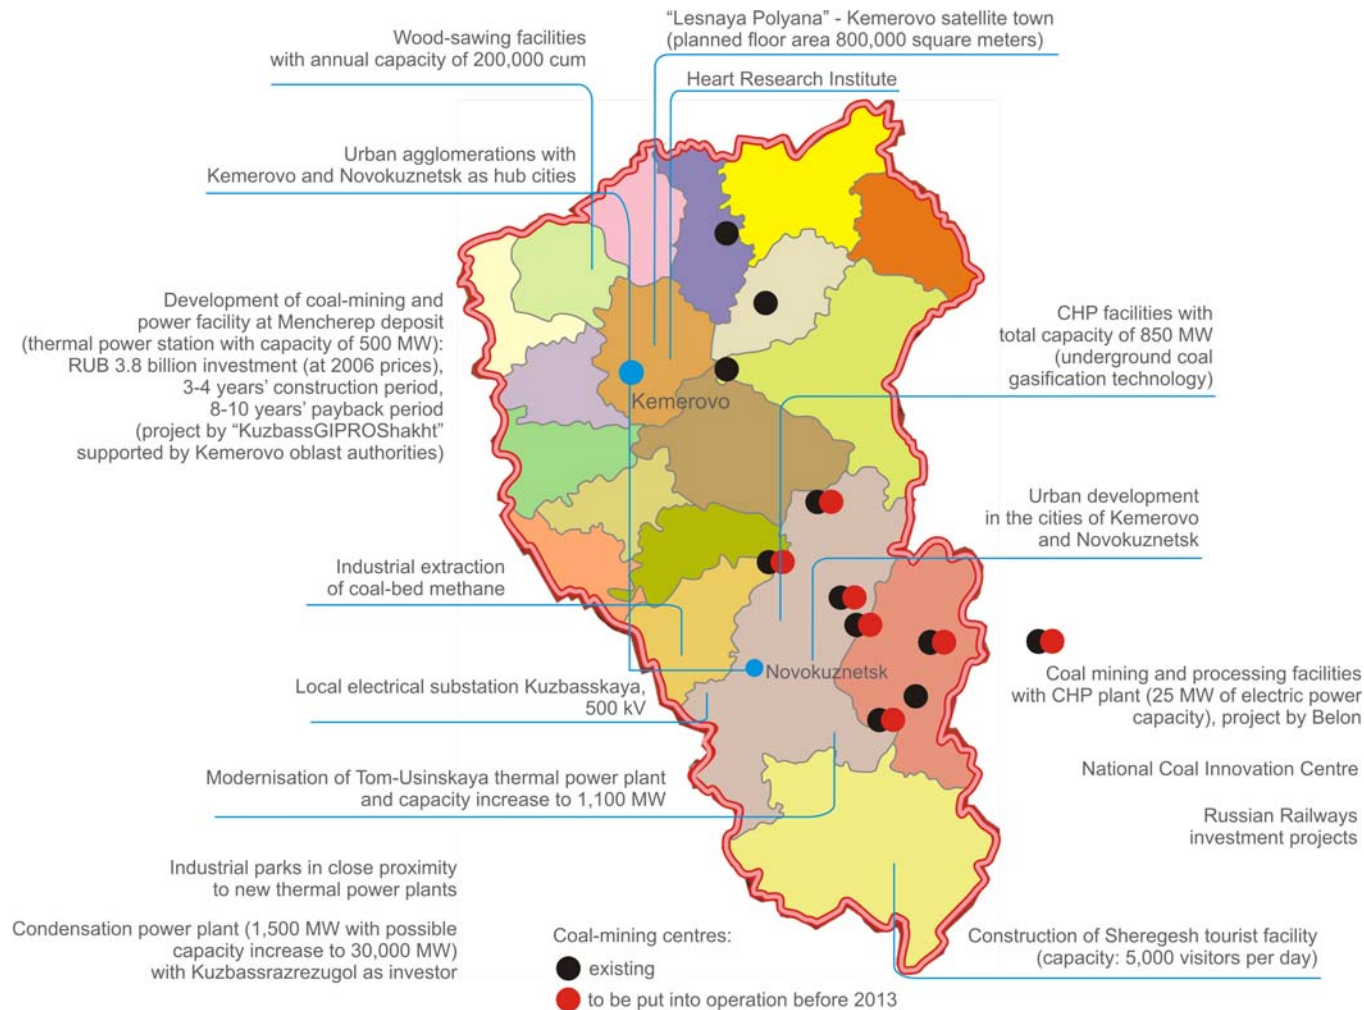 “Lesnaya Polyana” - Kemerovo satellite town
(planned floor area 800,000 square meters)
Wood-sawing facilities
with annual capacity of 200,000 cum
Heart Research Institute
Urban agglomerations with
Kemerovo and Novokuznetsk as hub cities
Development of coal-mining and
power facility at Mencherep deposit
(thermal power station with capacity of 500 MW):
RUB 3.8 billion investment (at 2006 prices),
3-4 years’ construction period,
8-10 years’ payback period
(project by “KuzbassGIPROShakht”
supported by Kemerovo oblast authorities)
CHP facilities with
total capacity of 850 MW
(underground coal
gasification technology)
Kemerovo
Urban development
in the cities of Kemerovo
and Novokuznetsk
Industrial extraction
of coal-bed methane
Novokuznetsk
Local electrical substation Kuzbasskaya,
500 kV
Coal mining and processing facilities
with CHP plant (25 MW of electric power
capacity), project by Belon
Modernisation of Tom-Usinskaya thermal power plant
and capacity increase to 1,100 MW
National Coal Innovation Centre
Russian Railways
investment projects
Industrial parks in close proximity
to new thermal power plants
Condensation power plant (1,500 MW with possible
capacity increase to 30,000 MW)
with Kuzbassrazrezugol as investor
Coal-mining centres:
existing
to be put into operation before 2013
Construction of Sheregesh tourist facility
(capacity: 5,000 visitors per day)